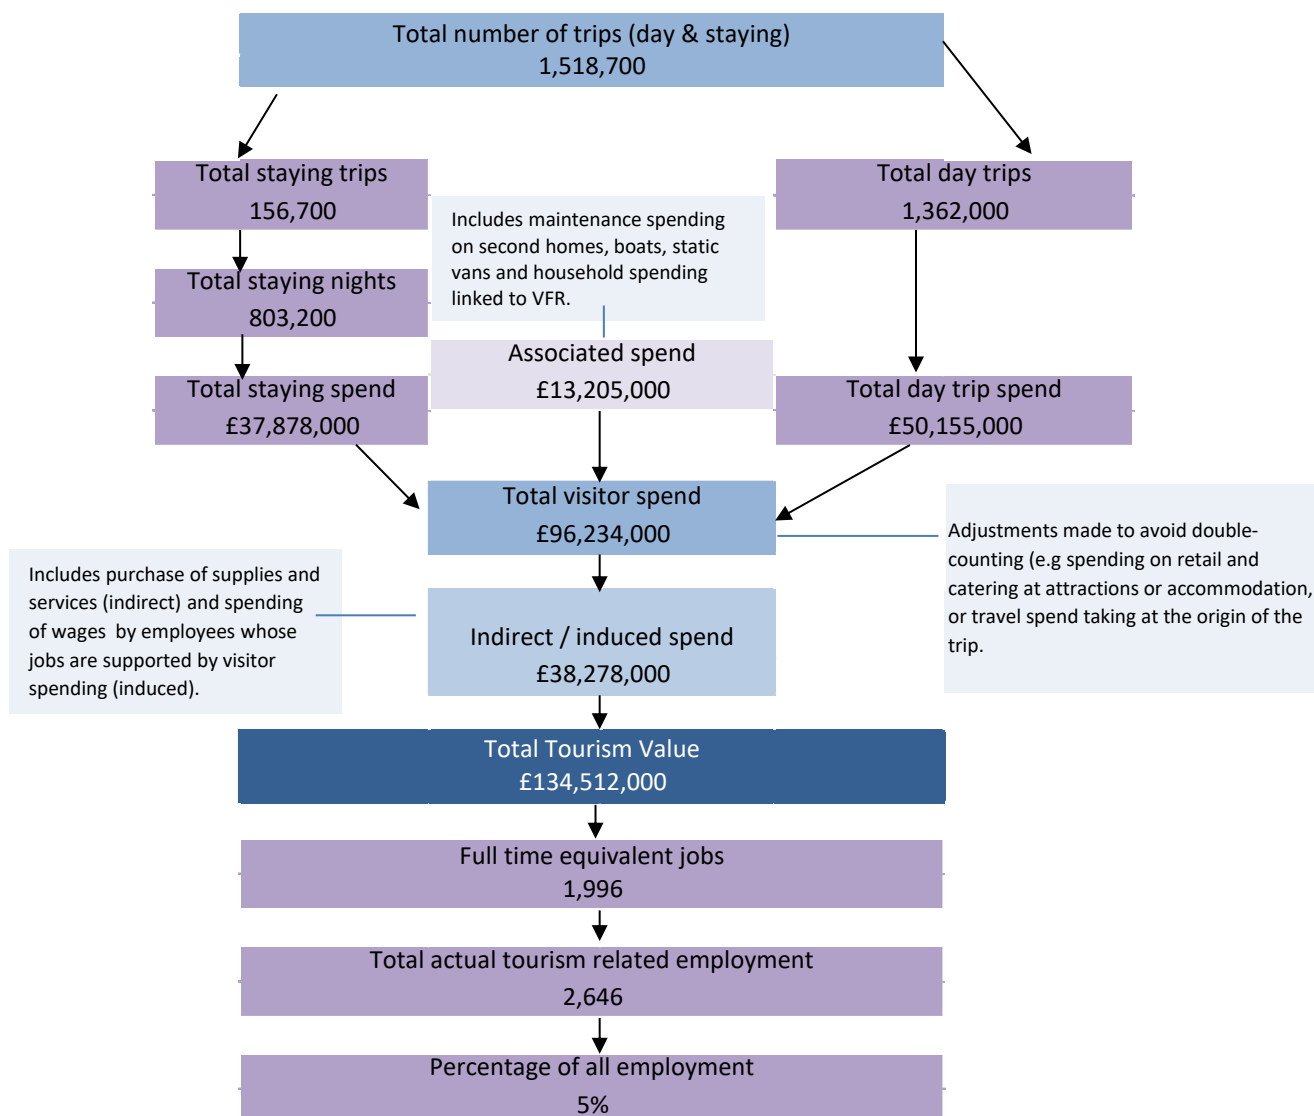 Total number of trips (day & staying)
1,518,700
Total staying trips
156,700
Total day trips
1,362,000
Includes maintenance spending
on second homes, boats, static
vans and household spending
linked to VFR.
Total staying nights
803,200
Associated spend
£13,205,000
Total staying spend
£37,878,000
Total day trip spend
£50,155,000
Total visitor spend
£96,234,000
Adjustments made to avoid double-
counting (e.g spending on retail and
catering at attractions or accommodation,
or travel spend taking at the origin of the
trip.
Includes purchase of supplies and
services (indirect) and spending
of wages by employees whose
jobs are supported by visitor
spending (induced).
Indirect / induced spend
£38,278,000
Total Tourism Value
£134,512,000
Full time equivalent jobs
1,996
Total actual tourism related employment
2,646
Percentage of all employment
5%